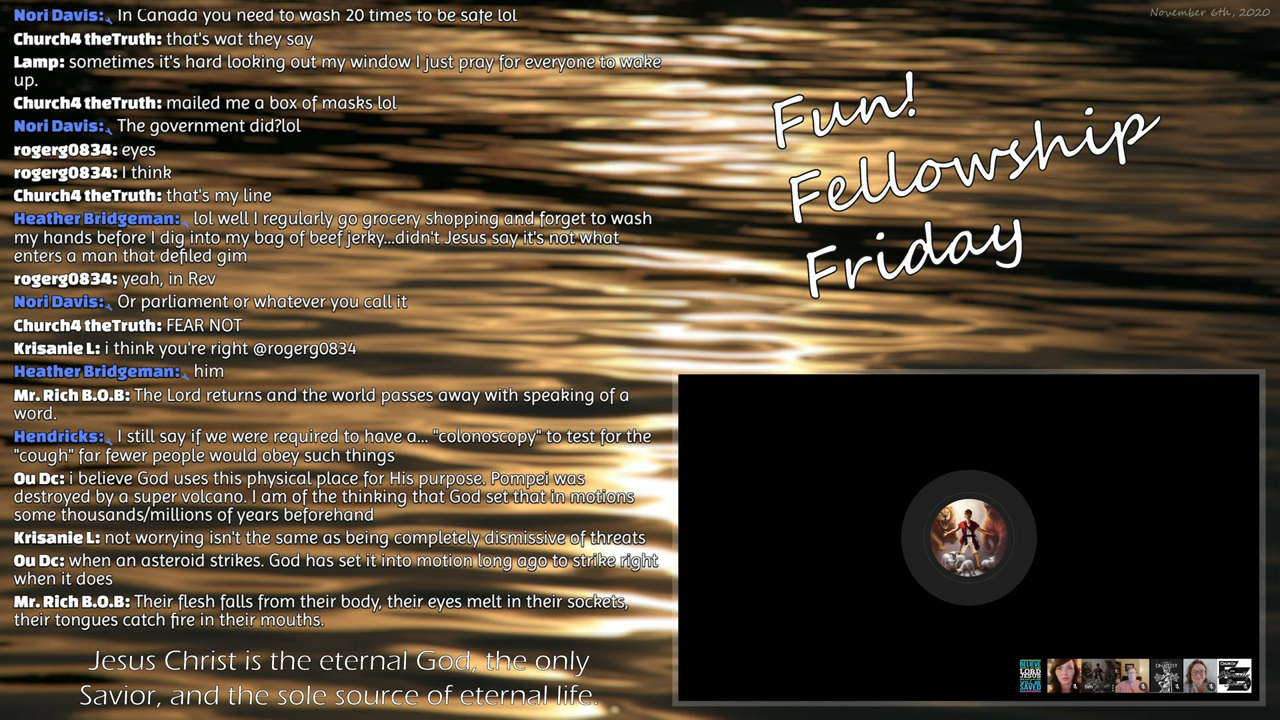 Nori Davis: In Canada you need to wash 20 times to be safe lol
Church4 theTruth: that's wat they say
Lamp: sometimes it's hard looking out my window I just pray for everyone to wake
up.
Church4 theTruth: mailed me a box of masks lol
Nori Davis: The government did?lol
rogerg0834: eyes
rogerg0834: I think
Church4 theTruth: that's my line
Heather Bridgeman: lol well I regularly go grocery shopping and forget to wash
my hands before I dig into my bag of beef jerky...didn't Jesus say it's not what
enters a man that defiled gim
rogerg0834: yeah, in Rev
Nori Davis: Or parliament or whatever you call it
Church4 theTruth: FEAR NOT
Krisanie L: i think you're right @rogerg0834
Heather Bridgeman: him
Mr. Rich B.O.B: The Lord returns and the world passes away with speaking of a
word.
Hendricks: I still say if we were required to have a... "colonoscopy" to test for the
"cough" far fewer people would obey such things
Ou Dc: i believe God uses this physical place for His purpose. Pompei was
destroyed by a super volcano. I am of the thinking that God set that in motions
some thousands/millions of years beforehand
Krisanie L: not worrying isn't the same as being completely dismissive of threats
Ou Dc: when an asteroid strikes. God has set it into motion long ago to strike right
when it does
Mr. Rich B.O.B: Their flesh falls from their body, their eyes melt in their sockets,
their tongues catch fire in their mouths.
Jesus Christ is the eternal God, the only
Savior, and the sole source of eternal life.
November 6th, 2020
Fun!
Fellowship
Friday
BELIEVE
LORD
JESUS
SAVED
CHURCH